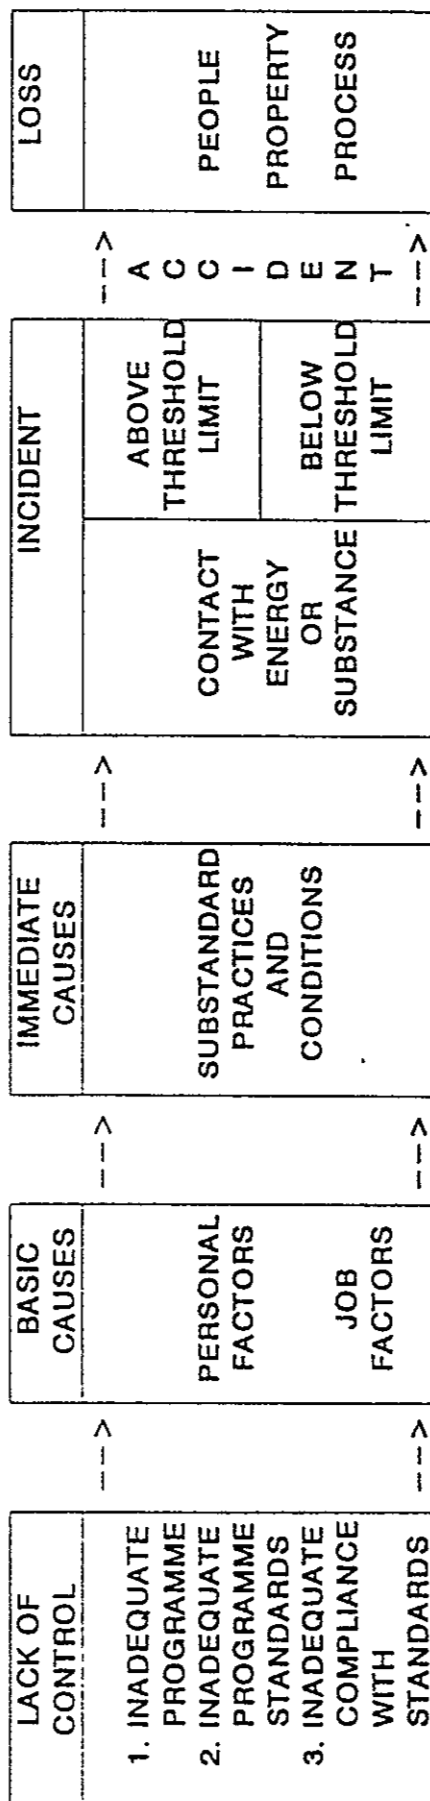 LACK OF
CONTROL
1. INADEQUATE
PROGRAMME
2. INADEQUATE
PROGRAMME
STANDARDS
3. INADEQUATE
COMPLIANCE
WITH
STANDARDS
-->
-->
BASIC
CAUSES
PERSONAL
FACTORS
JOB
FACTORS
-->
-->
IMMEDIATE
CAUSES
SUBSTANDARD
PRACTICES
AND
CONDITIONS
-->
-->
INCIDENT
CONTACT
WITH
ENERGY
OR
SUBSTANCE
ABOVE
THRESHOLD
LIMIT
BELOW
THRESHOLD
LIMIT
-->
A
C
C
I
D
E
N
T
-->
LOSS
PEOPLE
PROPERTY
PROCESS